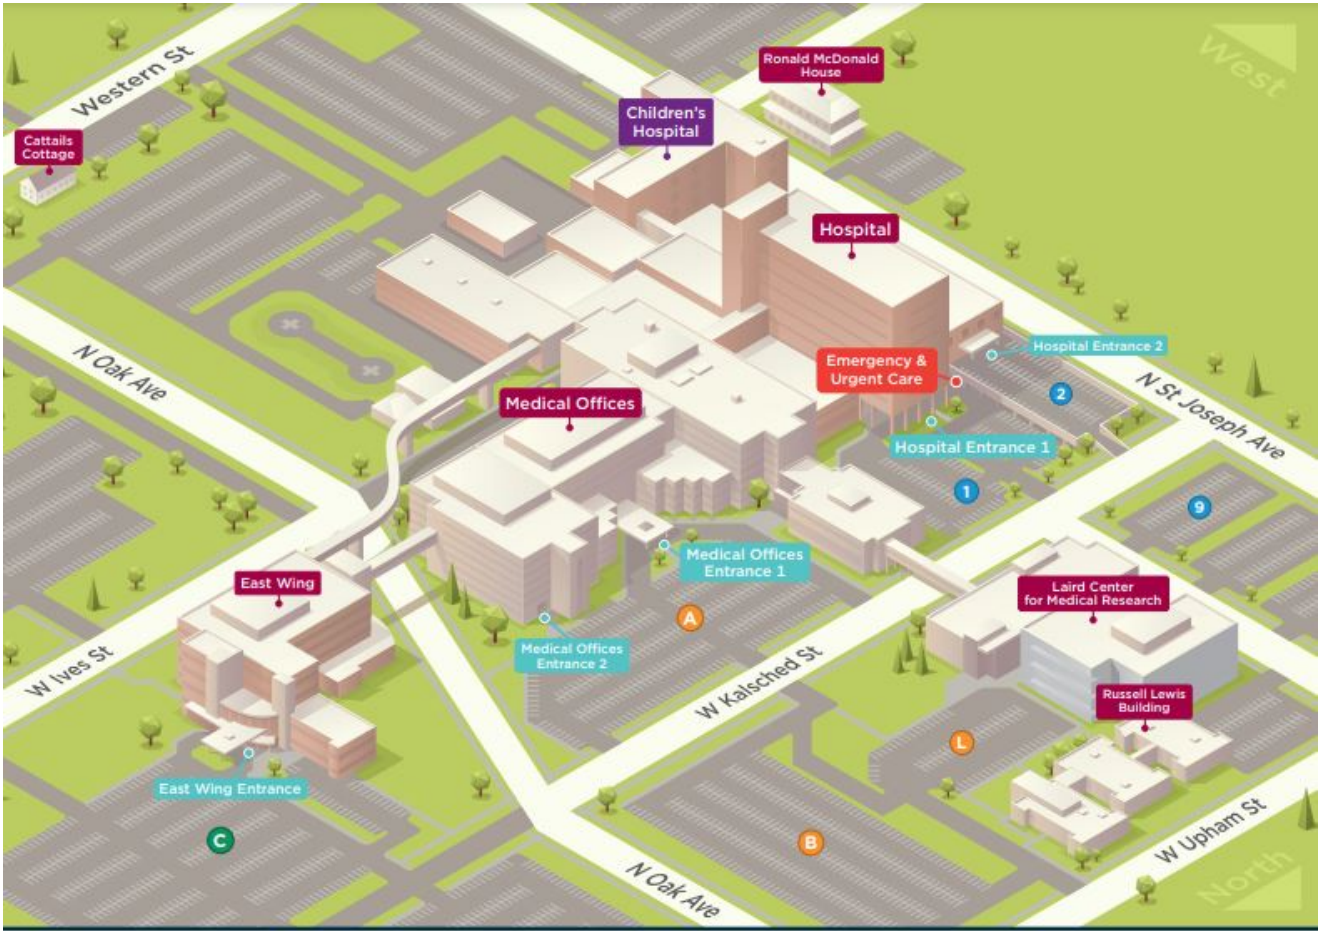 West
Western St
Ronald McDonald
House
Children's
Hospital
Cattails
Cottage
Hospital
Hospital Entrance 2
N Oak Ave
Emergency &
Urgent Care
2
N St Joseph Ave
Medical Offices
Hospital Entrance 1
1
9
Medical Offices
Entrance 1
East Wing
Laird Center
for Medical Research
A
Medical Offices
Entrance 2
W Ives St
W Kalsched St
Russell Lewis
Building
L
East Wing Entrance
C
B
W Upham St
N Oak Ave
North